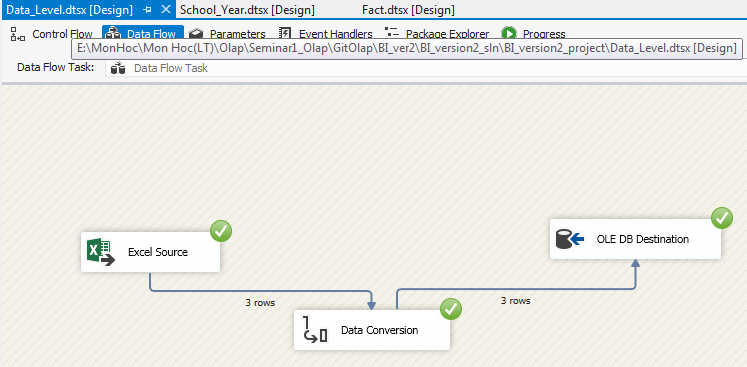 Data_Level.dtsx [Design] School_Year.dtsx [Design] Fact.dtsx [Design]
Control Flow Data Flow Parameters Event Handlers Package Explorer Progress
E:\MonHoc\Mon Hoc(LT)\Olap\Seminar1_Olap\GitOlap\BI_ver2\BI_version2_sln\BI_version2_project\Data_Level.dtsx [Design]
Data Flow Task: Data Flow Task
Excel Source
OLE DB Destination
3 rows
3 rows
Data Conversion